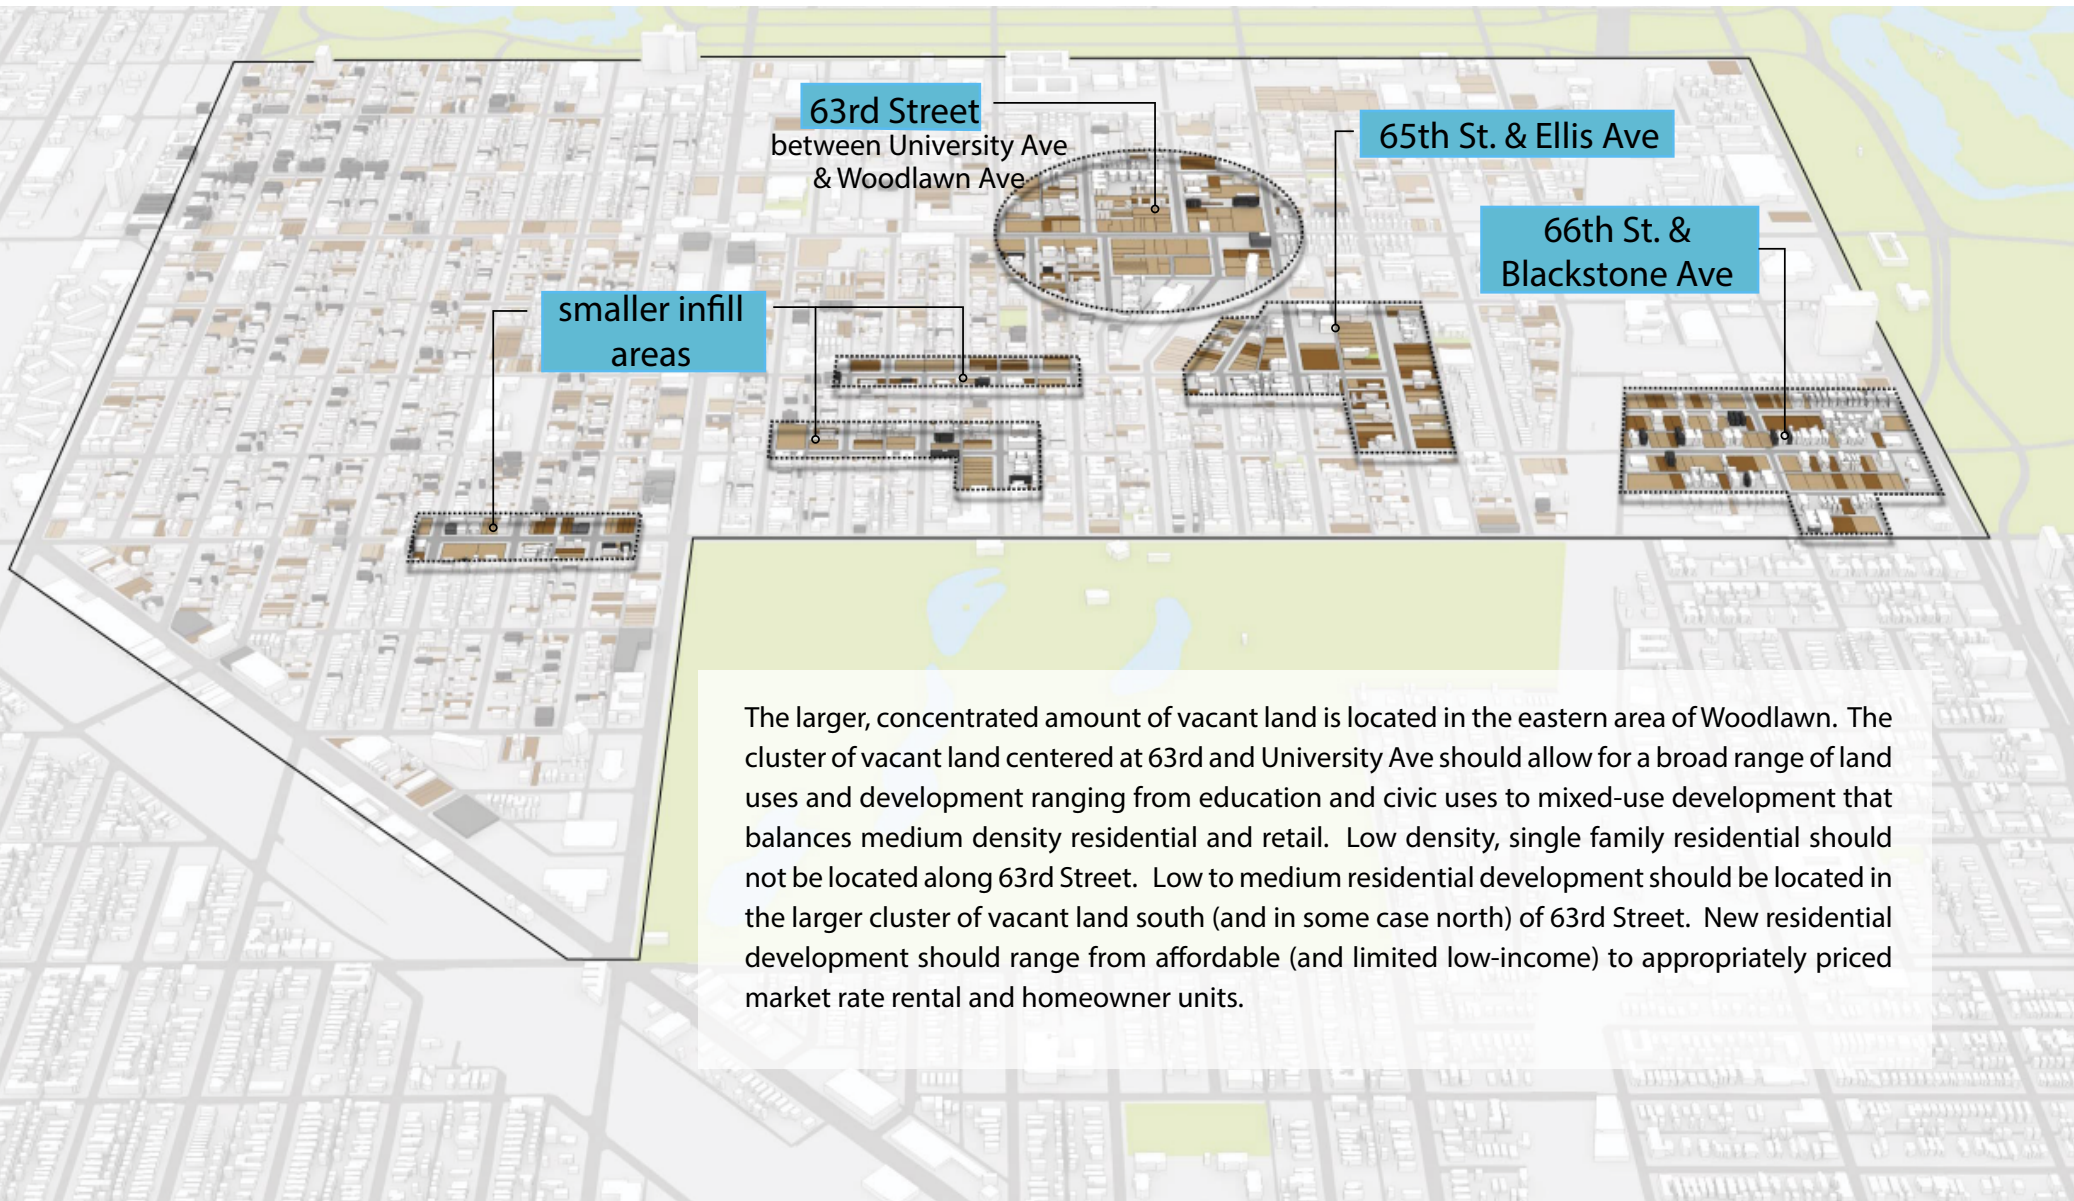 63rd Street
between University Ave
& Woodlawn Ave
65th St. & Ellis Ave
66th St. &
Blackstone Ave
smaller infill
areas
The larger, concentrated amount of vacant land is located in the eastern area of Woodlawn. The
cluster of vacant land centered at 63rd and University Ave should allow for a broad range of land
uses and development ranging from education and civic uses to mixed-use development that
balances medium density residential and retail. Low density, single family residential should
not be located along 63rd Street. Low to medium residential development should be located in
the larger cluster of vacant land south (and in some case north) of 63rd Street. New residential
development should range from affordable (and limited low-income) to appropriately priced
market rate rental and homeowner units.